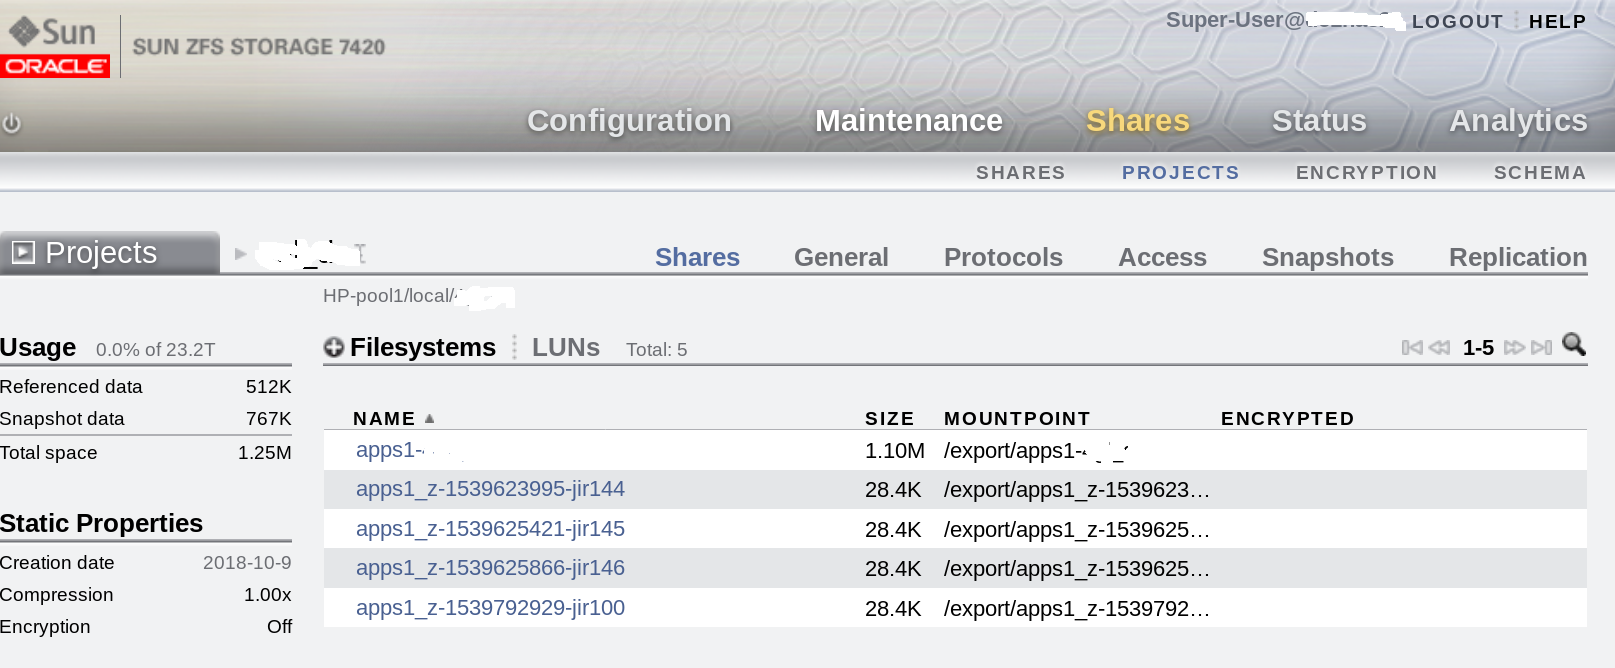 Sun
ORACLE
SUN ZFS STORAGE 7420
Super-User@ LOGOUT HELP
Configuration Maintenance Shares Status Analytics
SHARES PROJECTS ENCRYPTION SCHEMA
Projects
Shares General Protocols Access Snapshots Replication
HP-pool1/local/
Usage 0.0% of 23.2T
Referenced data 512K
Snapshot data 767K
Total space 1.25M
Static Properties
Creation date 2018-10-9
Compression 1.00x
Encryption Off
Filesystems LUNs Total: 5 1-5
NAME SIZE MOUNTPOINT ENCRYPTED
apps1- 1.10M /export/apps1-
apps1_z-1539623995-jir144 28.4K /export/apps1_z-1539623...
apps1_z-1539625421-jir145 28.4K /export/apps1_z-1539625...
apps1_z-1539625866-jir146 28.4K /export/apps1_z-1539625...
apps1_z-1539792929-jir100 28.4K /export/apps1_z-1539792...